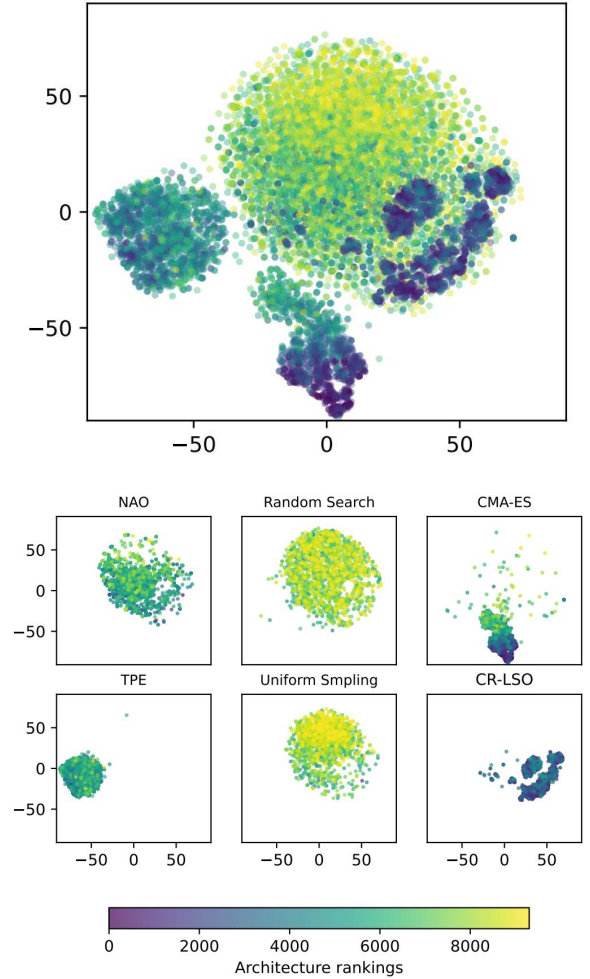 50
0
−50
−50 0 50
NAO Random Search CMA-ES
50
0
−50
TPE Uniform Smpling CR-LSO
50
0
−50
−50 0 50 −50 0 50 −50 0 50
0 2000 4000 6000 8000
Architecture rankings